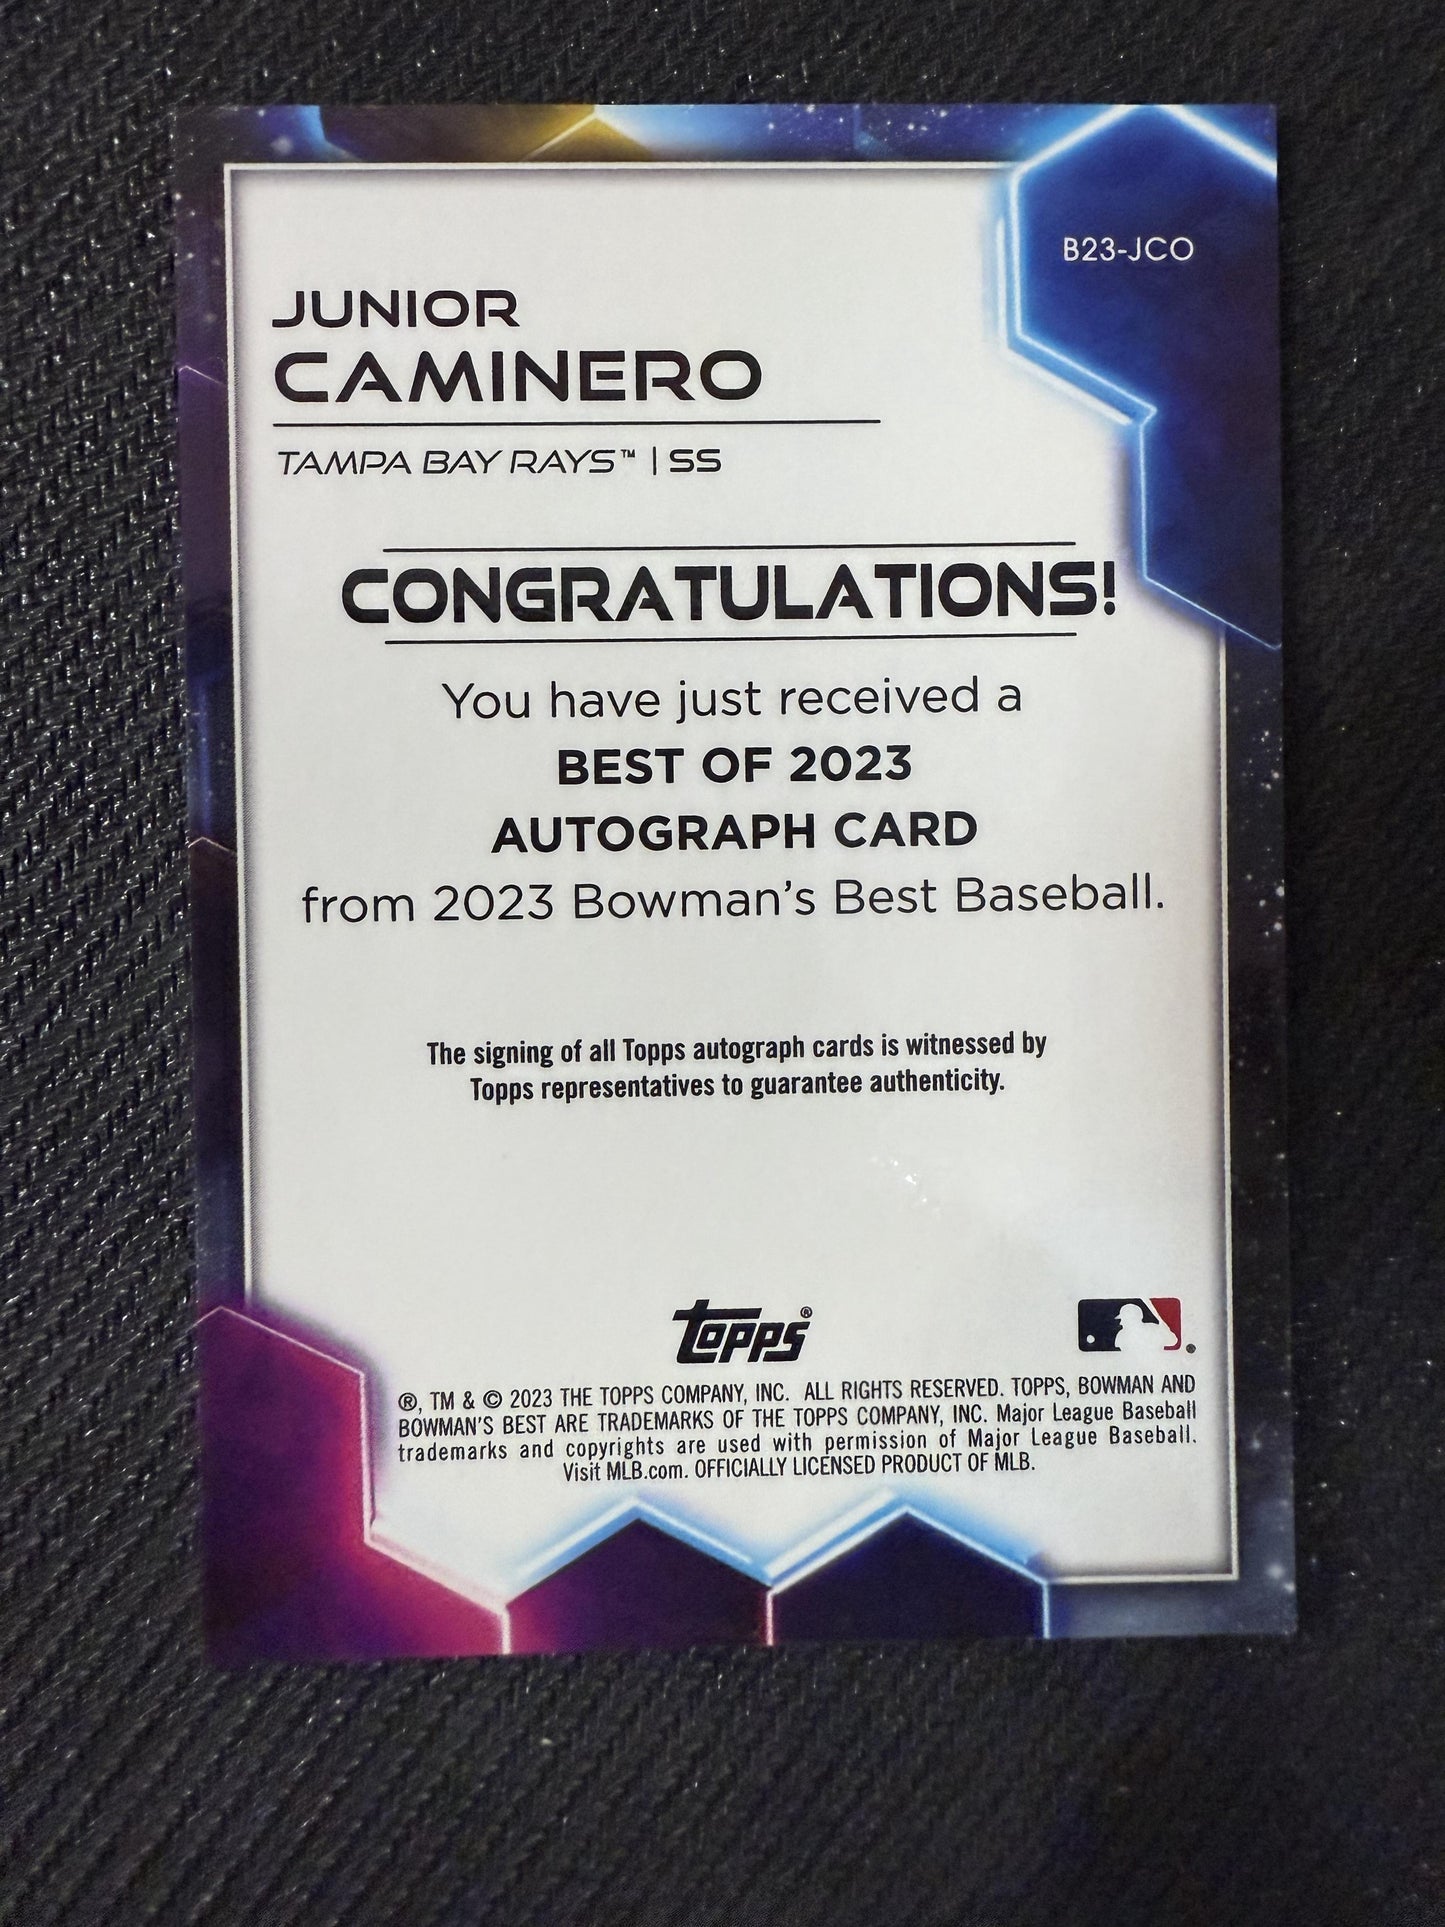 B23-JCO
JUNIOR
CAMINERO
TAMPA BAY RAYS™ | SS
CONGRATULATIONS!
You have just received a
BEST OF 2023
AUTOGRAPH CARD
from 2023 Bowman's Best Baseball.
The signing of all Topps autograph cards is witnessed by
Topps representatives to guarantee authenticity.
topps®
®, TM & © 2023 THE TOPPS COMPANY, INC. ALL RIGHTS RESERVED. TOPPS, BOWMAN AND
BOWMAN'S BEST ARE TRADEMARKS OF THE TOPPS COMPANY, INC. Major League Baseball
trademarks and copyrights are used with permission of Major League Baseball.
Visit MLB.com. OFFICIALLY LICENSED PRODUCT OF MLB.